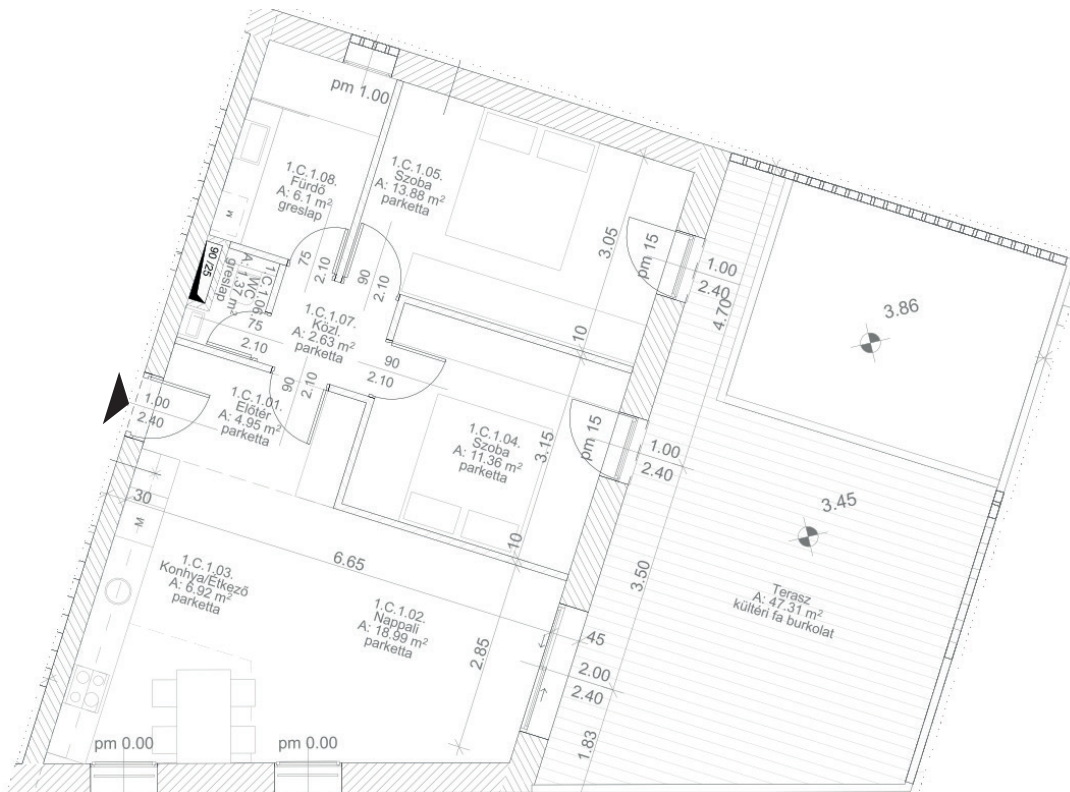 pm 1.00
1.C.1.08.
Fürdő
A: 6.1 m²
greslap
M
1.C.1.05.
Szoba
A: 13.88 m²
parketta
3.05
pm 15
1.00
2.40
4.70
3.86
90 /25
1.C.1.06.
WC
A: 1.37 m²
greslap
75
2.10
90
2.10
75
2.10
1.C.1.07.
Közl.
A: 2.63 m²
parketta
90
2.10
90
2.10
10
1.C.1.01.
Előtér
A: 4.95 m²
parketta
1.00
2.40
1.C.1.04.
Szoba
A: 11.36 m²
parketta
3.15
pm 15
1.00
2.40
3.45
30
M
6.65
10
3.50
1.C.1.03.
Konhya/Étkező
A: 6.92 m²
parketta
1.C.1.02.
Nappali
A: 18.99 m²
parketta
2.85
45
2.00
2.40
1.83
Terasz
A: 47.31 m²
kültéri fa burkolat
pm 0.00
pm 0.00